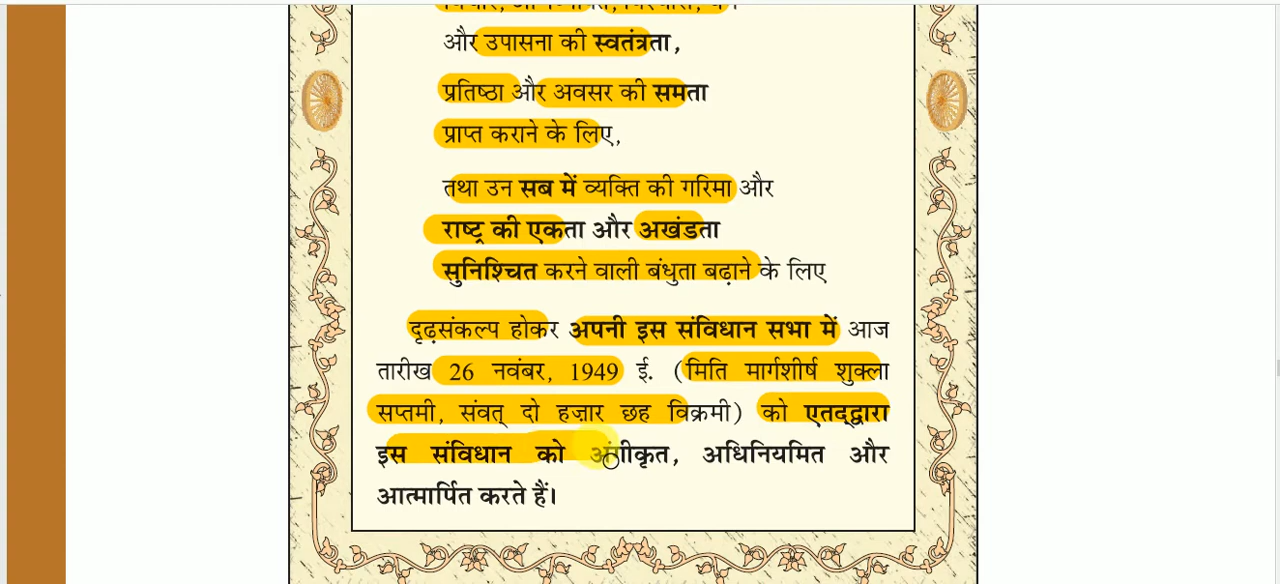 और उपासना की स्वतंत्रता,
प्रतिष्ठा और अवसर की समता
प्राप्त कराने के लिए,
तथा उन सब में व्यक्ति की गरिमा और
राष्ट्र की एकता और अखंडता
सुनिश्चित करने वाली बंधुता बढ़ाने के लिए
दृढ़संकल्प होकर अपनी इस संविधान सभा में आज
तारीख 26 नवंबर, 1949 ई. (मिति मार्गशीर्ष शुक्ला
सप्तमी, संवत् दो हज़ार छह विक्रमी) को एतद्द्वारा
इस संविधान को अंगीकृत, अधिनियमित और
आत्मार्पित करते हैं।